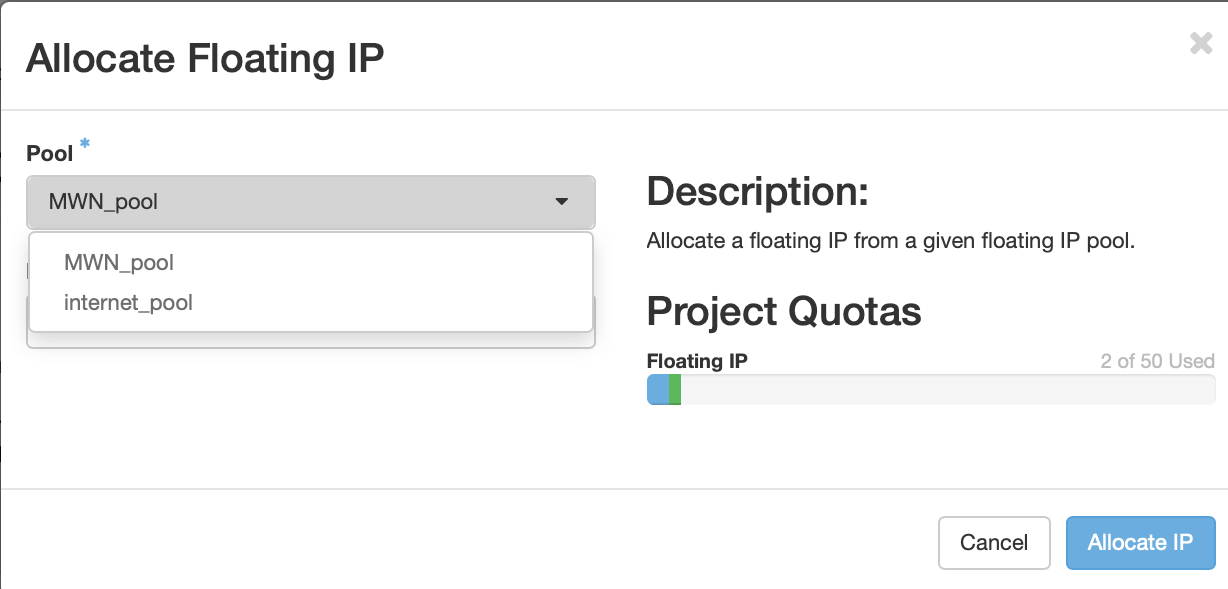 Allocate Floating IP
Pool *
MWN_pool
MWN_pool
internet_pool
Description:
Allocate a floating IP from a given floating IP pool.
Project Quotas
Floating IP
2 of 50 Used
Cancel
Allocate IP